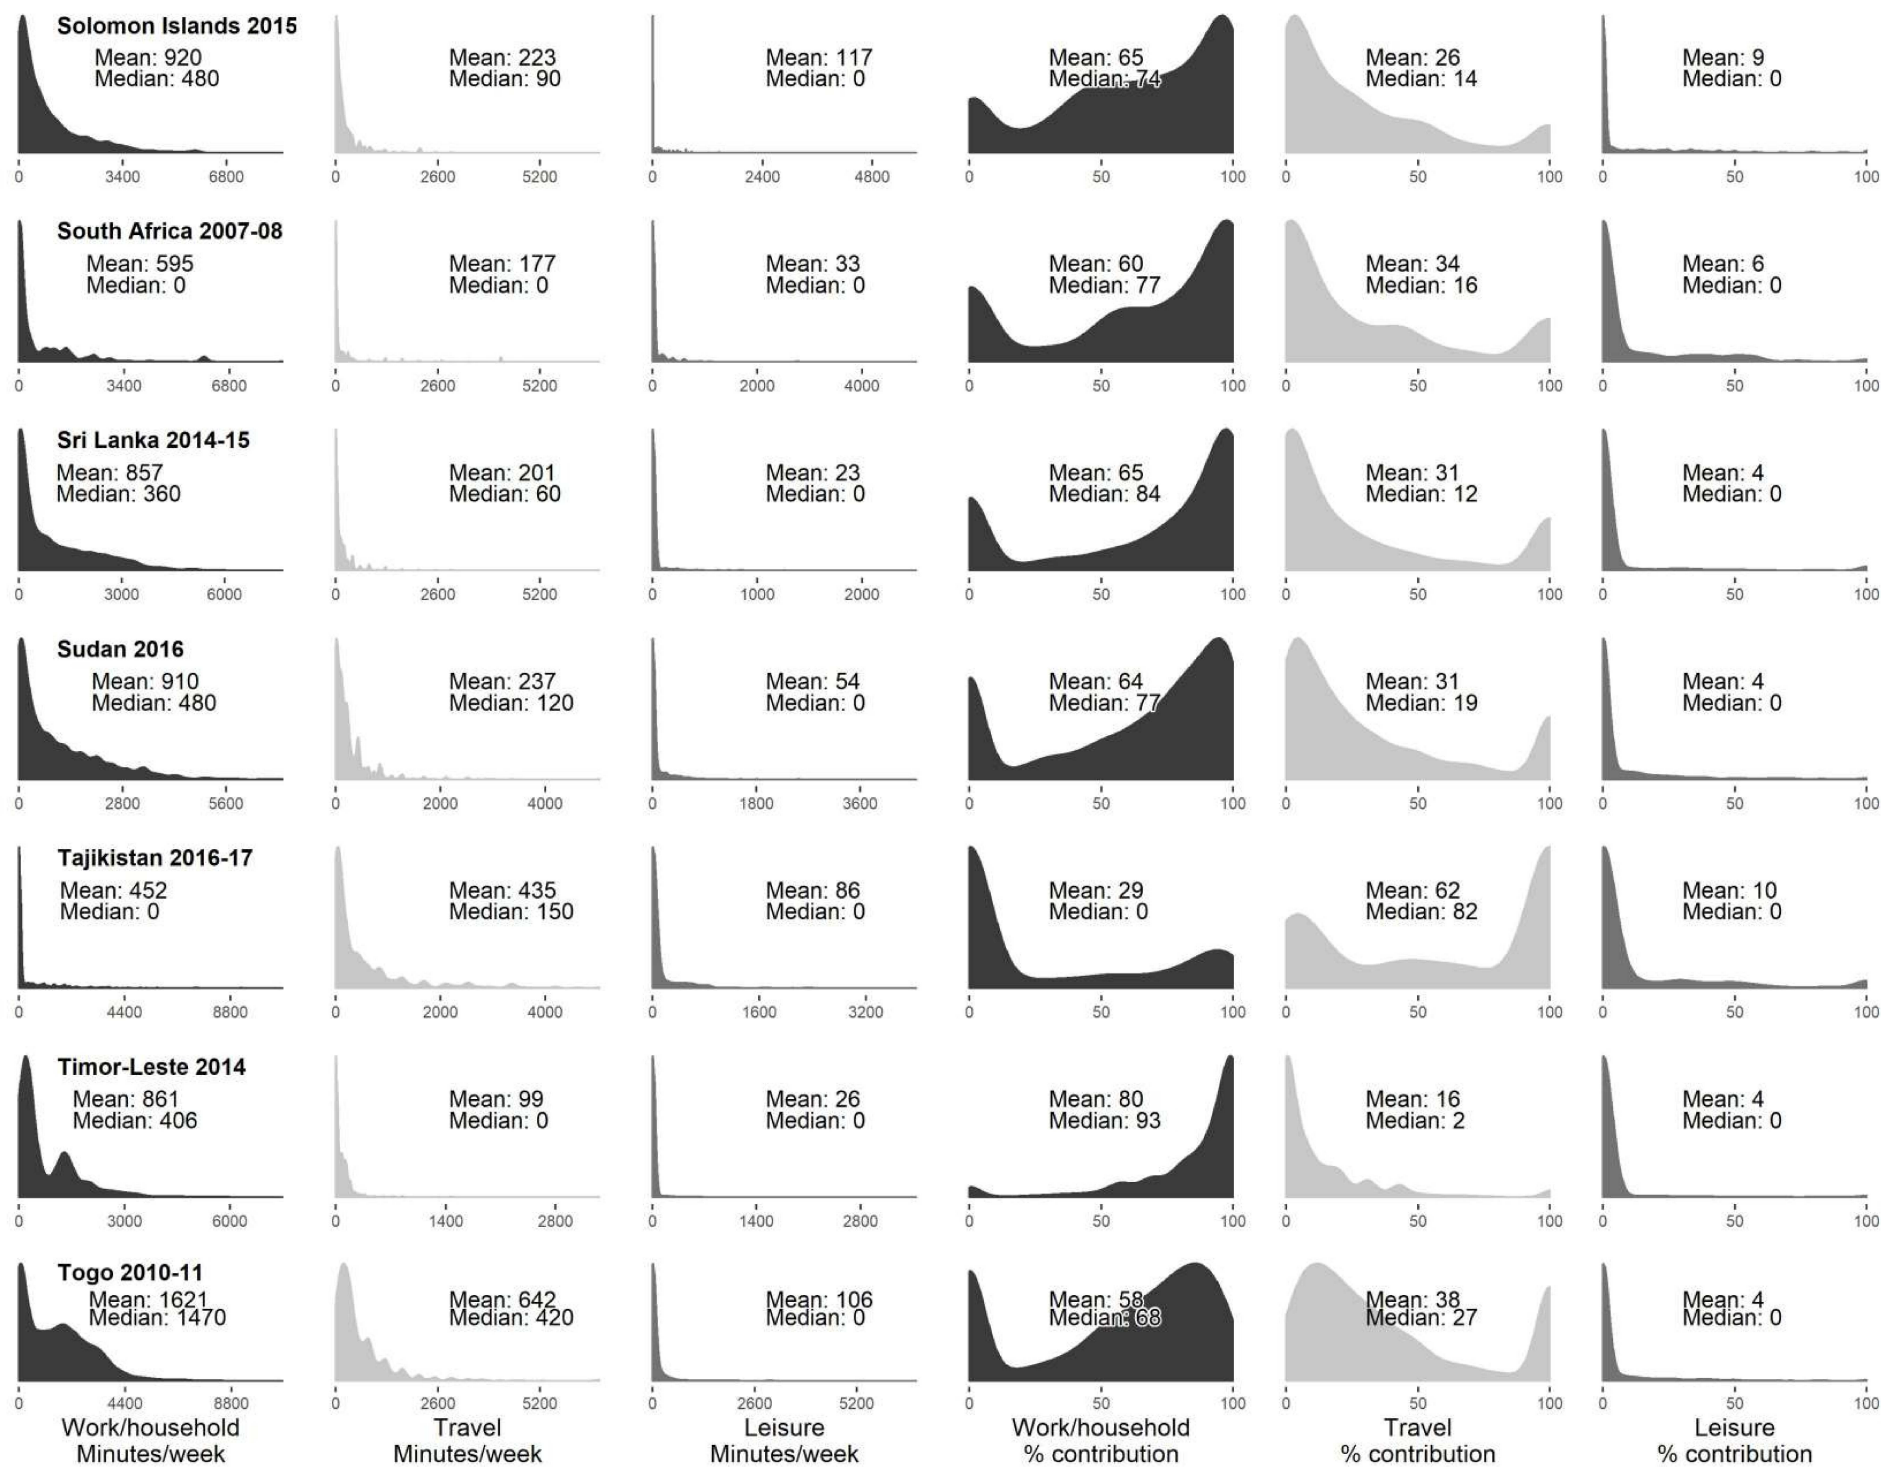 Solomon Islands 2015
Mean: 920
Median: 480
Mean: 223
Median: 90
Mean: 117
Median: 0
Mean: 65
Median: 74
Mean: 26
Median: 14
Mean: 9
Median: 0
0 3400 6800 0 2600 5200 0 2400 4800 0 50 100 0 50 100 0 50 100
South Africa 2007-08
Mean: 595
Median: 0
Mean: 177
Median: 0
Mean: 33
Median: 0
Mean: 60
Median: 77
Mean: 34
Median: 16
Mean: 6
Median: 0
0 3400 6800 0 2600 5200 0 2000 4000 0 50 100 0 50 100 0 50 100
Sri Lanka 2014-15
Mean: 857
Median: 360
Mean: 201
Median: 60
Mean: 23
Median: 0
Mean: 65
Median: 84
Mean: 31
Median: 12
Mean: 4
Median: 0
0 3000 6000 0 2600 5200 0 1000 2000 0 50 100 0 50 100 0 50 100
Sudan 2016
Mean: 910
Median: 480
Mean: 237
Median: 120
Mean: 54
Median: 0
Mean: 64
Median: 77
Mean: 31
Median: 19
Mean: 4
Median: 0
0 2800 5600 0 2000 4000 0 1800 3600 0 50 100 0 50 100 0 50 100
Tajikistan 2016-17
Mean: 452
Median: 0
Mean: 435
Median: 150
Mean: 86
Median: 0
Mean: 29
Median: 0
Mean: 62
Median: 82
Mean: 10
Median: 0
0 4400 8800 0 2000 4000 0 1600 3200 0 50 100 0 50 100 0 50 100
Timor-Leste 2014
Mean: 861
Median: 406
Mean: 99
Median: 0
Mean: 26
Median: 0
Mean: 80
Median: 93
Mean: 16
Median: 2
Mean: 4
Median: 0
0 3000 6000 0 1400 2800 0 1400 2800 0 50 100 0 50 100 0 50 100
Togo 2010-11
Mean: 1621
Median: 1470
Mean: 642
Median: 420
Mean: 106
Median: 0
Mean: 58
Median: 68
Mean: 38
Median: 27
Mean: 4
Median: 0
0 4400 8800 0 2600 5200 0 2600 5200 0 50 100 0 50 100 0 50 100
Work/household
Minutes/week
Travel
Minutes/week
Leisure
Minutes/week
Work/household
% contribution
Travel
% contribution
Leisure
% contribution